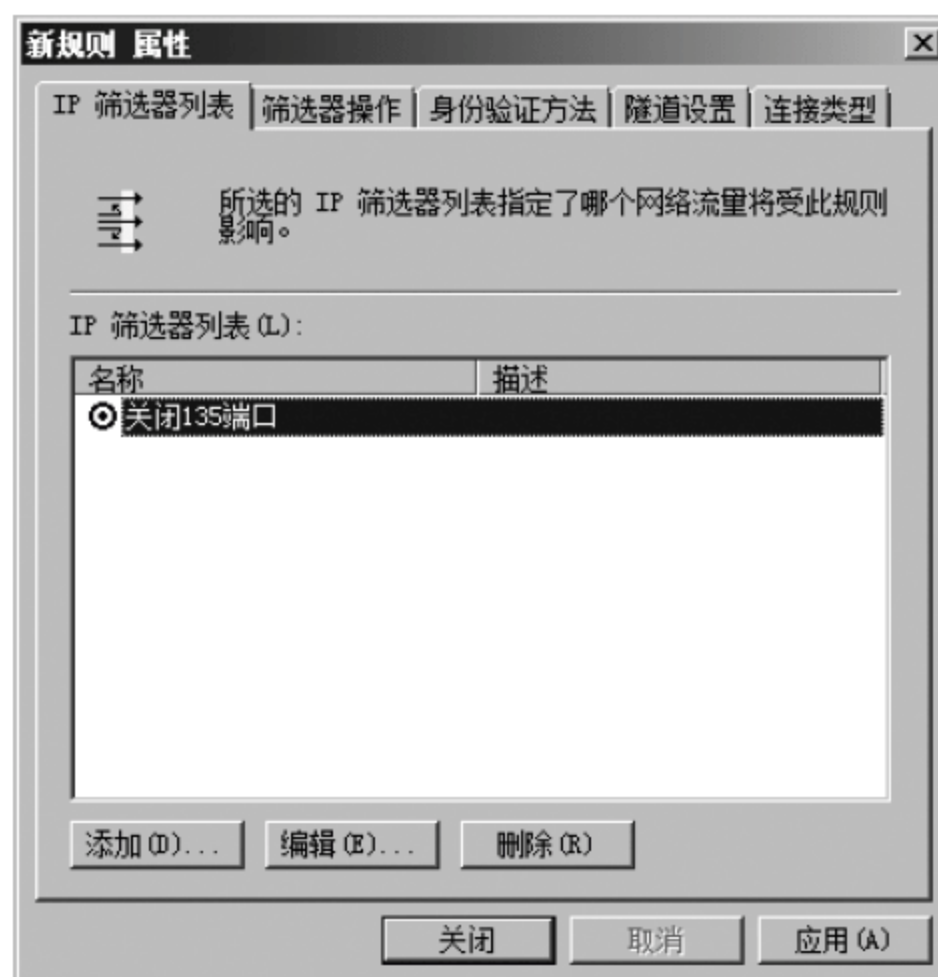 新规则 属性
IP 筛选器列表 筛选器操作 身份验证方法 隧道设置 连接类型
所选的 IP 筛选器列表指定了哪个网络流量将受此规则
影响。
IP 筛选器列表(L):
名称 描述
关闭135端口
添加(D)... 编辑(E)... 删除(R)
关闭 取消 应用(A)